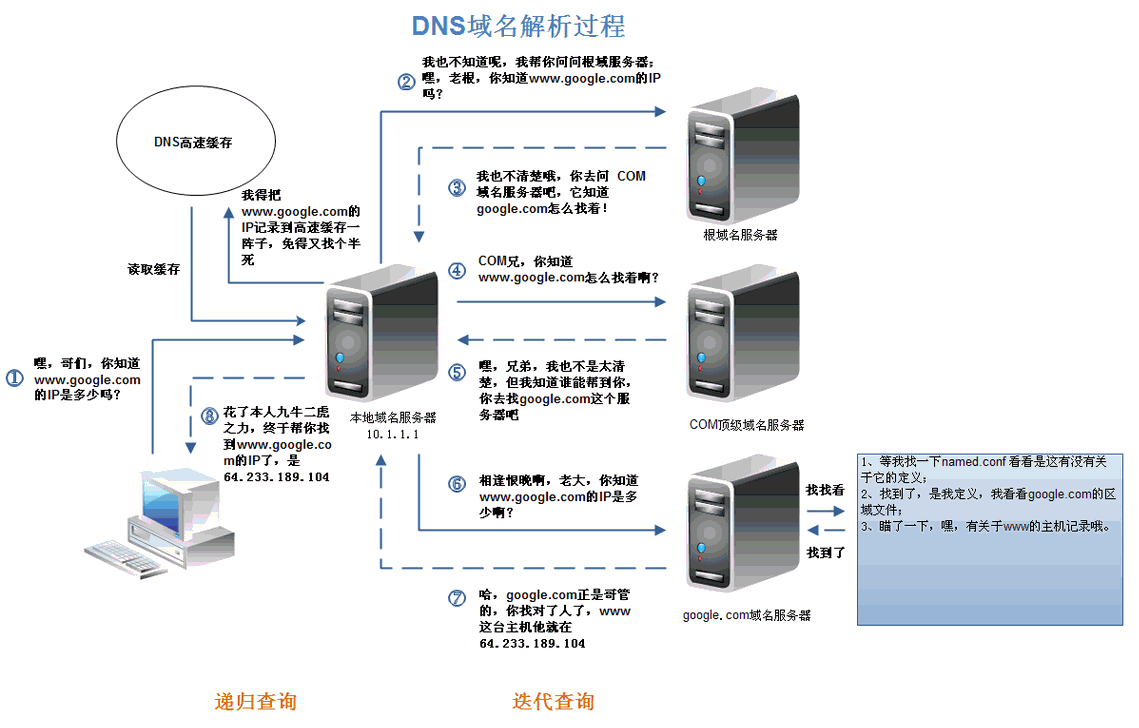 DNS域名解析过程
②
我也不知道呢，我帮你问问根域服务器；
嘿，老根，你知道www.google.com的IP
吗？
DNS高速缓存
③
我也不清楚哦，你去问 COM
域名服务器吧，它知道
google.com怎么找着！
根域名服务器
我得把
www.google.com的
IP记录到高速缓存一
阵子，免得又找个半
死
读取缓存
④
COM兄，你知道
www.google.com怎么找着啊？
①
嘿，哥们，你知道
www.google.com
的IP是多少吗？
⑤
嘿，兄弟，我也不是太清
楚，但我知道谁能帮到你，
你去找google.com这个服
务器吧
COM顶级域名服务器
本地域名服务器
10.1.1.1
⑧
花了本人九牛二虎
之力，终于帮你找
到www.google.co
m的IP了，是
64.233.189.104
⑥
相逢恨晚啊，老大，你知道
www.google.com的IP是多
少啊？
找找看
找到了
1、等我找一下named.conf 看看是这有没有关
于它的定义；
2、找到了，是我定义，我看看google.com的区
域文件；
3、瞄了一下，嘿，有关于www的主机记录哦。
google.com域名服务器
⑦
哈，google.com正是哥管
的，你找对了人了，www
这台主机他就在
64.233.189.104
递归查询
迭代查询